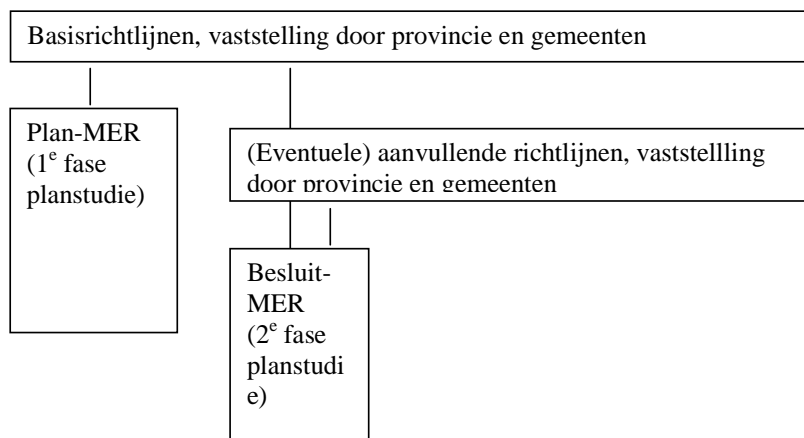 Basisrichtlijnen, vaststelling door provincie en gemeenten
Plan-MER
(1e fase
planstudie)
(Eventuele) aanvullende richtlijnen, vaststellling
door provincie en gemeenten
Besluit-
MER
(2e fase
planstudi
e)